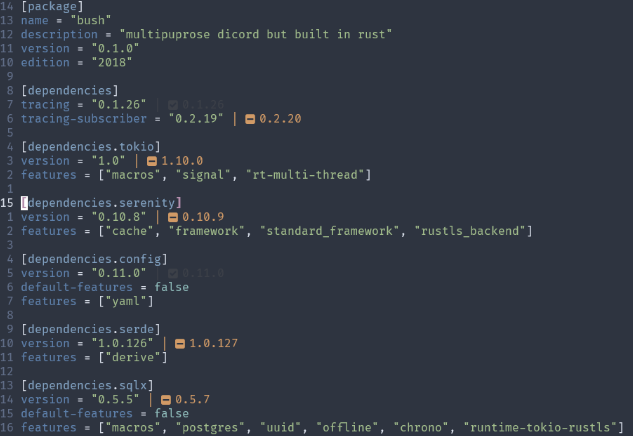 14 [package]
13 name = "bush"
12 description = "multipuprose dicord but built in rust"
11 version = "0.1.0"
10 edition = "2018"
9
8 [dependencies]
7 tracing = "0.1.26" | 0.1.26
6 tracing-subscriber = "0.2.19" | 0.2.20
5
4 [dependencies.tokio]
3 version = "1.0" | 1.10.0
2 features = ["macros", "signal", "rt-multi-thread"]
1
15 [dependencies.serenity]
1 version = "0.10.8" | 0.10.9
2 features = ["cache", "framework", "standard_framework", "rustls_backend"]
3
4 [dependencies.config]
5 version = "0.11.0" | 0.11.0
6 default-features = false
7 features = ["yaml"]
8
9 [dependencies.serde]
10 version = "1.0.126" | 1.0.127
11 features = ["derive"]
12
13 [dependencies.sqlx]
14 version = "0.5.5" | 0.5.7
15 default-features = false
16 features = ["macros", "postgres", "uuid", "offline", "chrono", "runtime-tokio-rustls"]